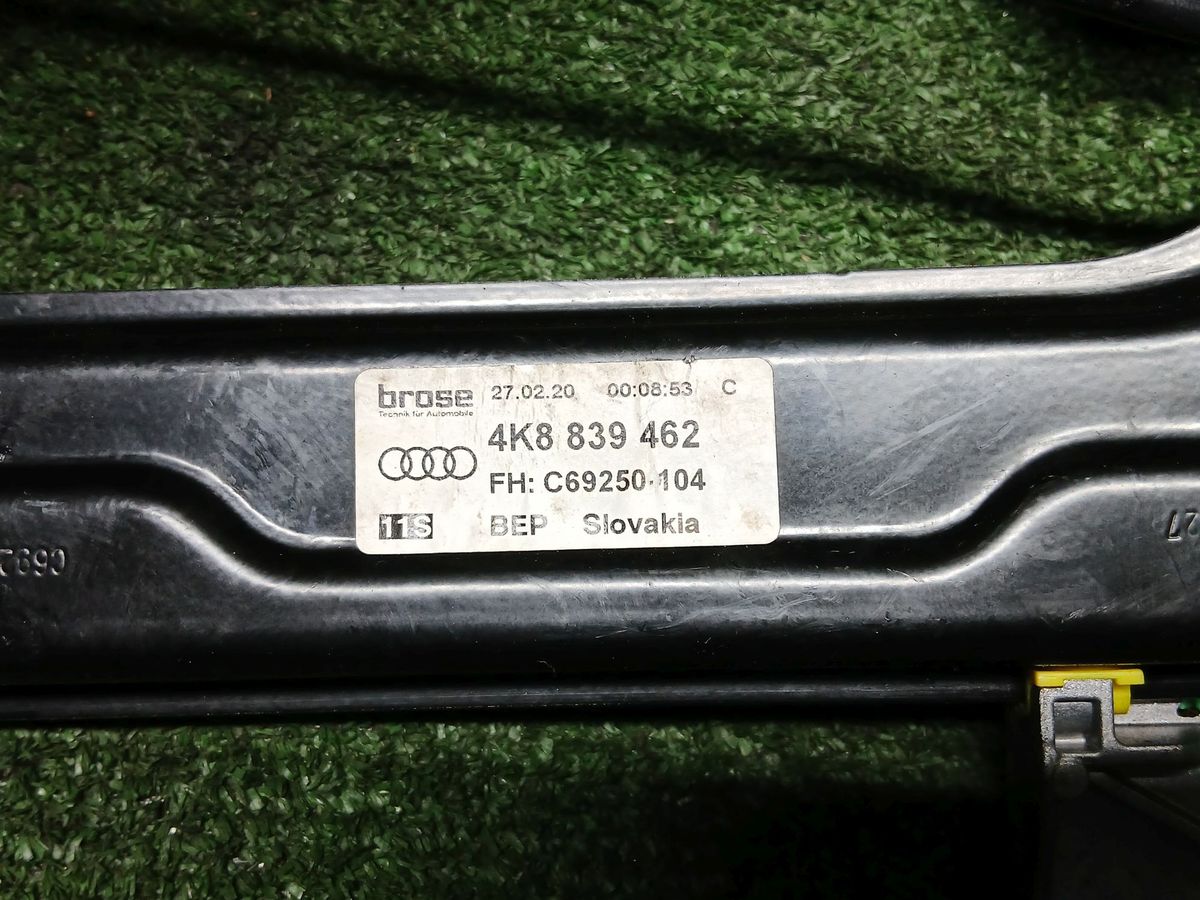 brose 27.02.20 00:08:53 C
Technik für Automobile
4K8 839 462
FH: C69250-104
11S BEP Slovakia